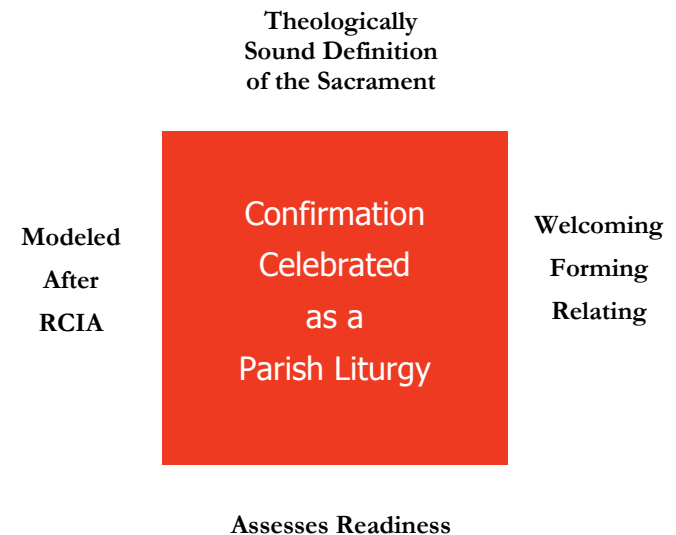 Theologically
Sound Definition
of the Sacrament
Modeled
After
RCIA
Confirmation
Celebrated
as a
Parish Liturgy
Welcoming
Forming
Relating
Assesses Readiness